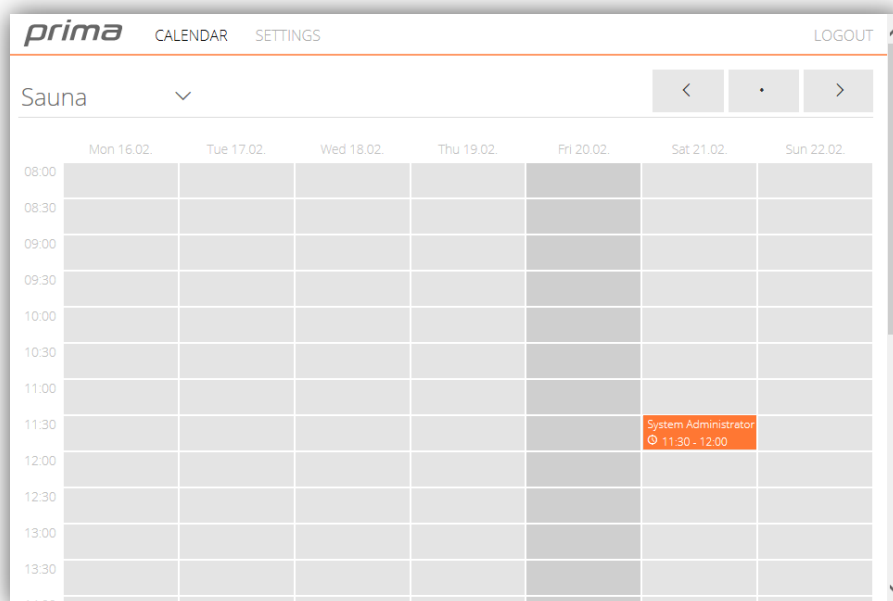 prima CALENDAR SETTINGS LOGOUT
Sauna
Mon 16.02. Tue 17.02. Wed 18.02. Thu 19.02. Fri 20.02. Sat 21.02. Sun 22.02.
08:00
08:30
09:00
09:30
10:00
10:30
11:00
11:30
System Administrator
11:30 - 12:00
12:00
12:30
13:00
13:30